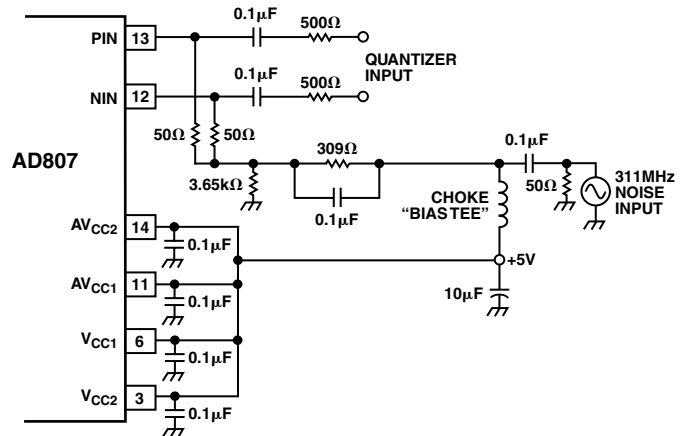 0.1µF
500Ω
PIN 13
QUANTIZER
INPUT
0.1µF
500Ω
NIN 12
50Ω
50Ω
AD807
309Ω
0.1µF
3.65kΩ
0.1µF
CHOKE
"BIAS TEE"
50Ω
311MHz
NOISE
INPUT
AVCC2 14
0.1µF
+5V
AVCC1 11
0.1µF
10µF
VCC1 6
0.1µF
VCC2 3
0.1µF